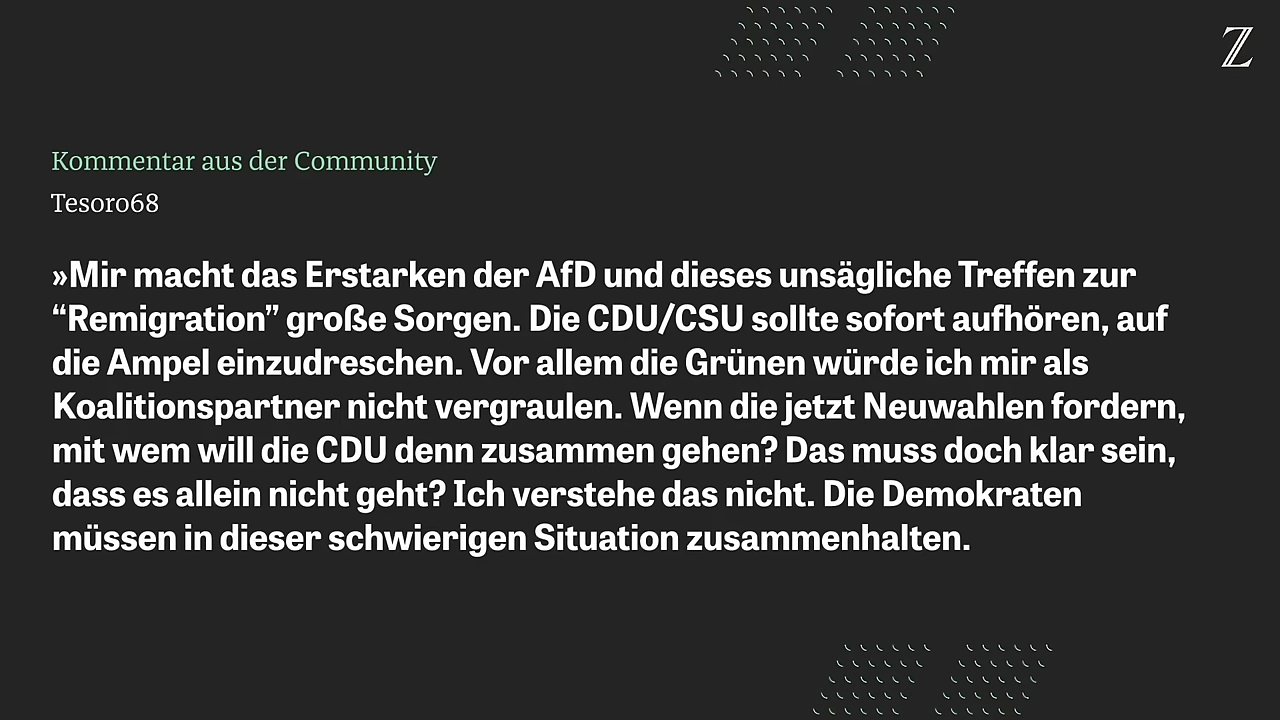 Z
Kommentar aus der Community
Tesoro68
»Mir macht das Erstarken der AfD und dieses unsägliche Treffen zur
“Remigration” große Sorgen. Die CDU/CSU sollte sofort aufhören, auf
die Ampel einzudreschen. Vor allem die Grünen würde ich mir als
Koalitionspartner nicht vergraulen. Wenn die jetzt Neuwahlen fordern,
mit wem will die CDU denn zusammen gehen? Das muss doch klar sein,
dass es allein nicht geht? Ich verstehe das nicht. Die Demokraten
müssen in dieser schwierigen Situation zusammenhalten.